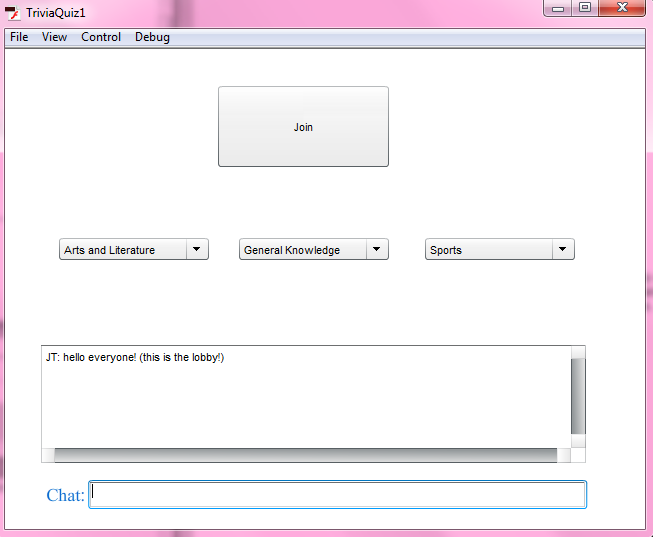 TriviaQuiz1
File View Control Debug
Join
Arts and Literature General Knowledge Sports
JT: hello everyone! (this is the lobby!)
Chat: